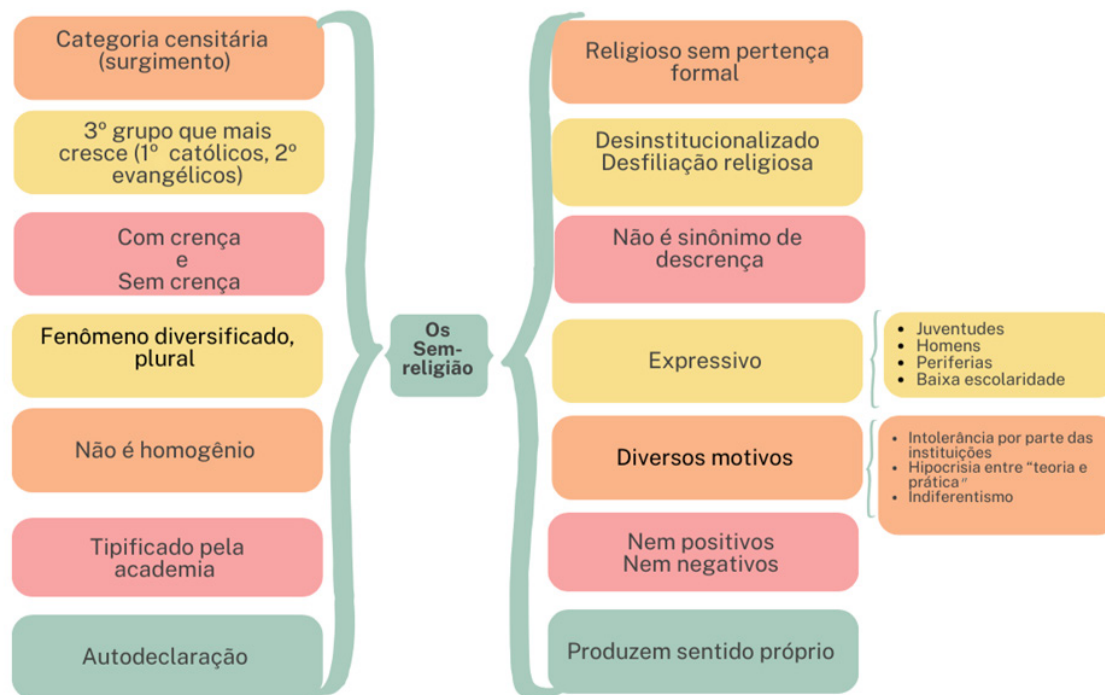 Categoria censitária
(surgimento)
3º grupo que mais
cresce (1º católicos, 2º
evangélicos)
Com crença
e
Sem crença
Fenômeno diversificado,
plural
Não é homogênio
Tipificado pela
academia
Autodeclaração
Os
Sem-
religião
Religioso sem pertença
formal
Desinstitucionalizado
Desfiliação religiosa
Não é sinônimo de
descrença
Expressivo
• Juventudes
• Homens
• Periferias
• Baixa escolaridade
Diversos motivos
• Intolerância por parte das
instituições
• Hipocrisia entre "teoria e
prática"
• Indiferentismo
Nem positivos
Nem negativos
Produzem sentido próprio